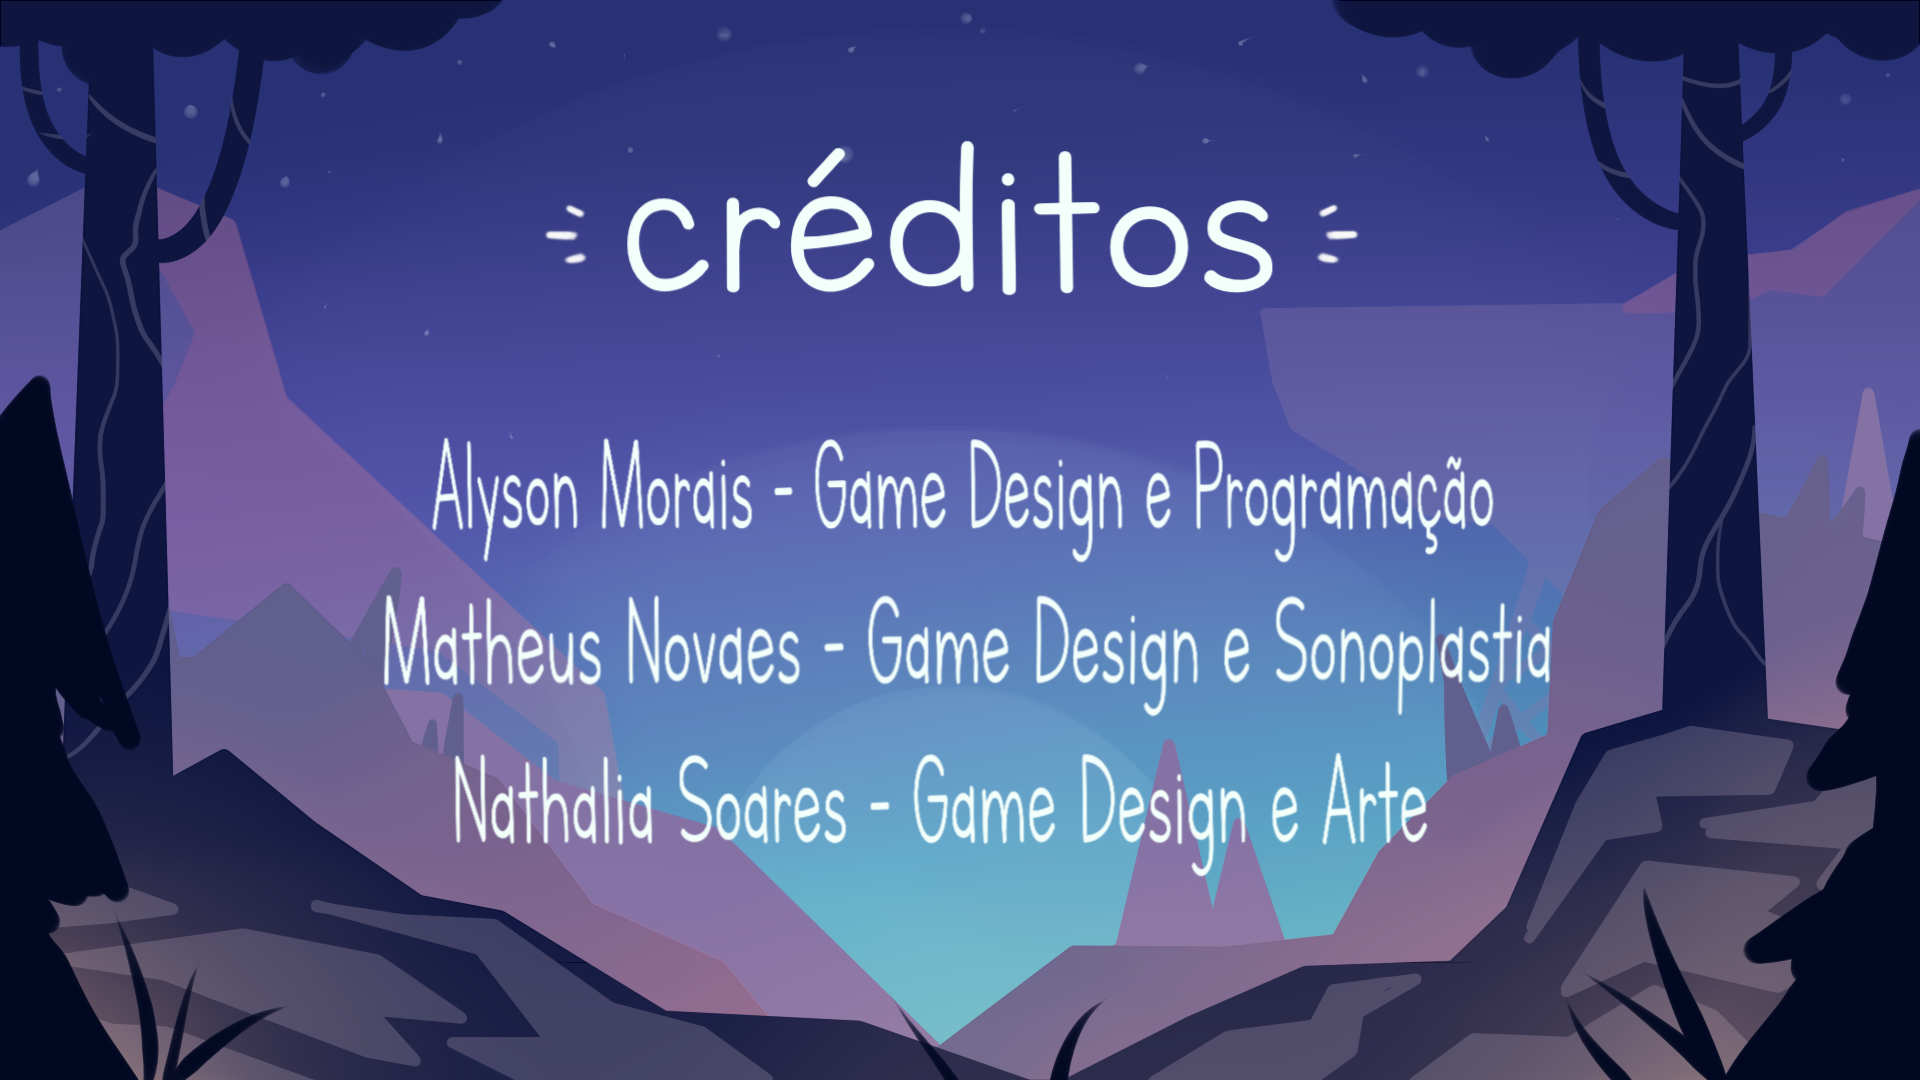 créditos
Alyson Morais - Game Design e Programação
Matheus Novaes - Game Design e Sonoplastia
Nathalia Soares - Game Design e Arte